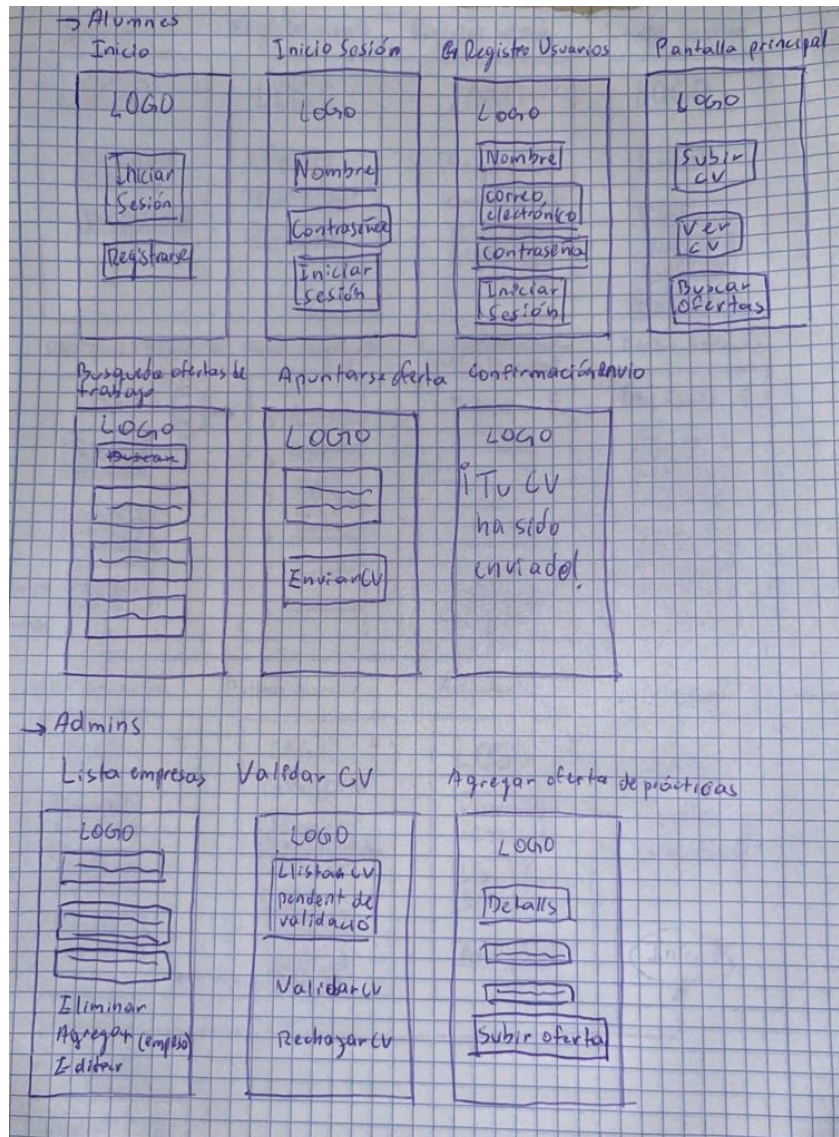 → Alumnes
Inicio
LOGO
Iniciar
Sesión
Registrarse
Inicio Sesión
LOGO
Nombre
Contraseña
Iniciar
Sesión
Registro Usuarios
LOGO
Nombre
correo
electrónico
contraseña
Iniciar
Sesión
Pantalla principal
LOGO
Subir
CV
Ver
CV
Buscar
Ofertas
Busqueda ofertas de
trabajo
LOGO
Buscar
Apuntarse oferta
LOGO
Enviar CV
Confirmación envio
LOGO
¡Tu CV
ha sido
enviado!
→ Admins
Lista empresas
LOGO
Eliminar
Agregar
Editar
Validar CV
LOGO
Llistar CV
pendent de
validació
Validar CV
Rechazar CV
Agregar oferta de prácticas
LOGO
Detalls
Subir oferta